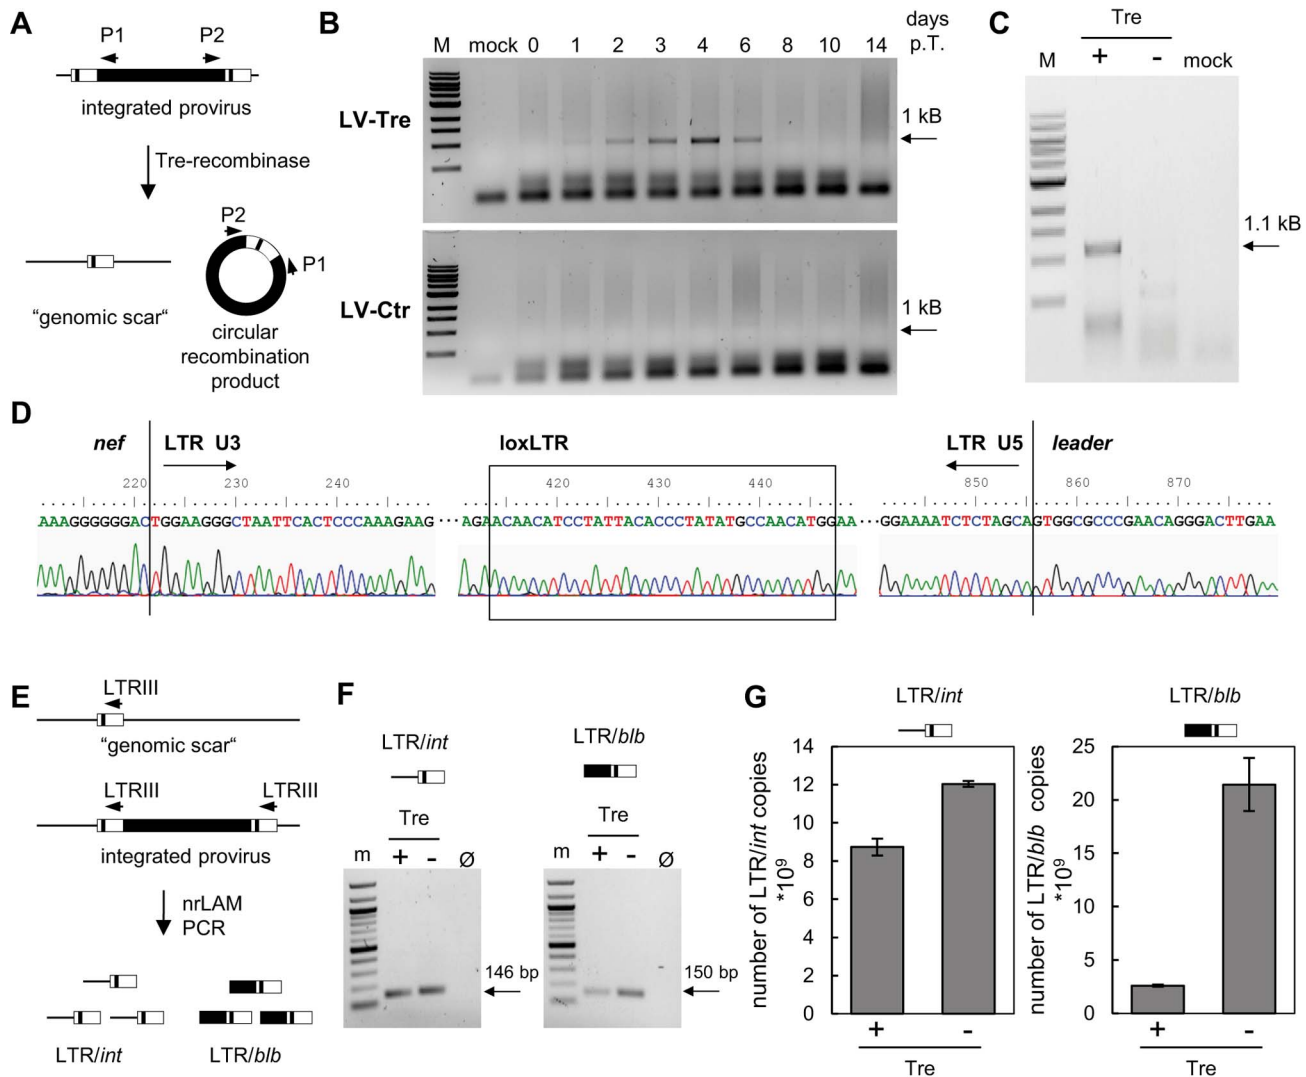 A
P1 P2
integrated provirus
Tre-recombinase
P2
P1
“genomic scar“
circular
recombination
product
B
days
M mock 0 1 2 3 4 6 8 10 14 p.T.
LV-Tre
1 kB
LV-Ctr
1 kB
C
Tre
M + - mock
1.1 kB
D
nef LTR U3 loxLTR LTR U5 leader
220 230 240 420 430 440 850 860 870
AAAGGGGGGACTGGAAGGGCTAATTCACTCCCAAAGAAG ··· AGAACAACATCCTATTACACCCTATATGCCAACATGGAA ··· GGAAAATCTCTAGCAGTGGCGCCCGAACAGGGACTTGAA
E
LTRIII
“genomic scar“
LTRIII LTRIII
integrated provirus
nrLAM
PCR
LTR/int LTR/blb
F
LTR/int LTR/blb
Tre Tre
m + - Ø m + - Ø
146 bp 150 bp
G
LTR/int
number of LTR/int copies
*10⁹
14
12
10
8
6
4
2
0
+ -
Tre
LTR/blb
number of LTR/blb copies
*10⁹
25
20
15
10
5
0
+ -
Tre